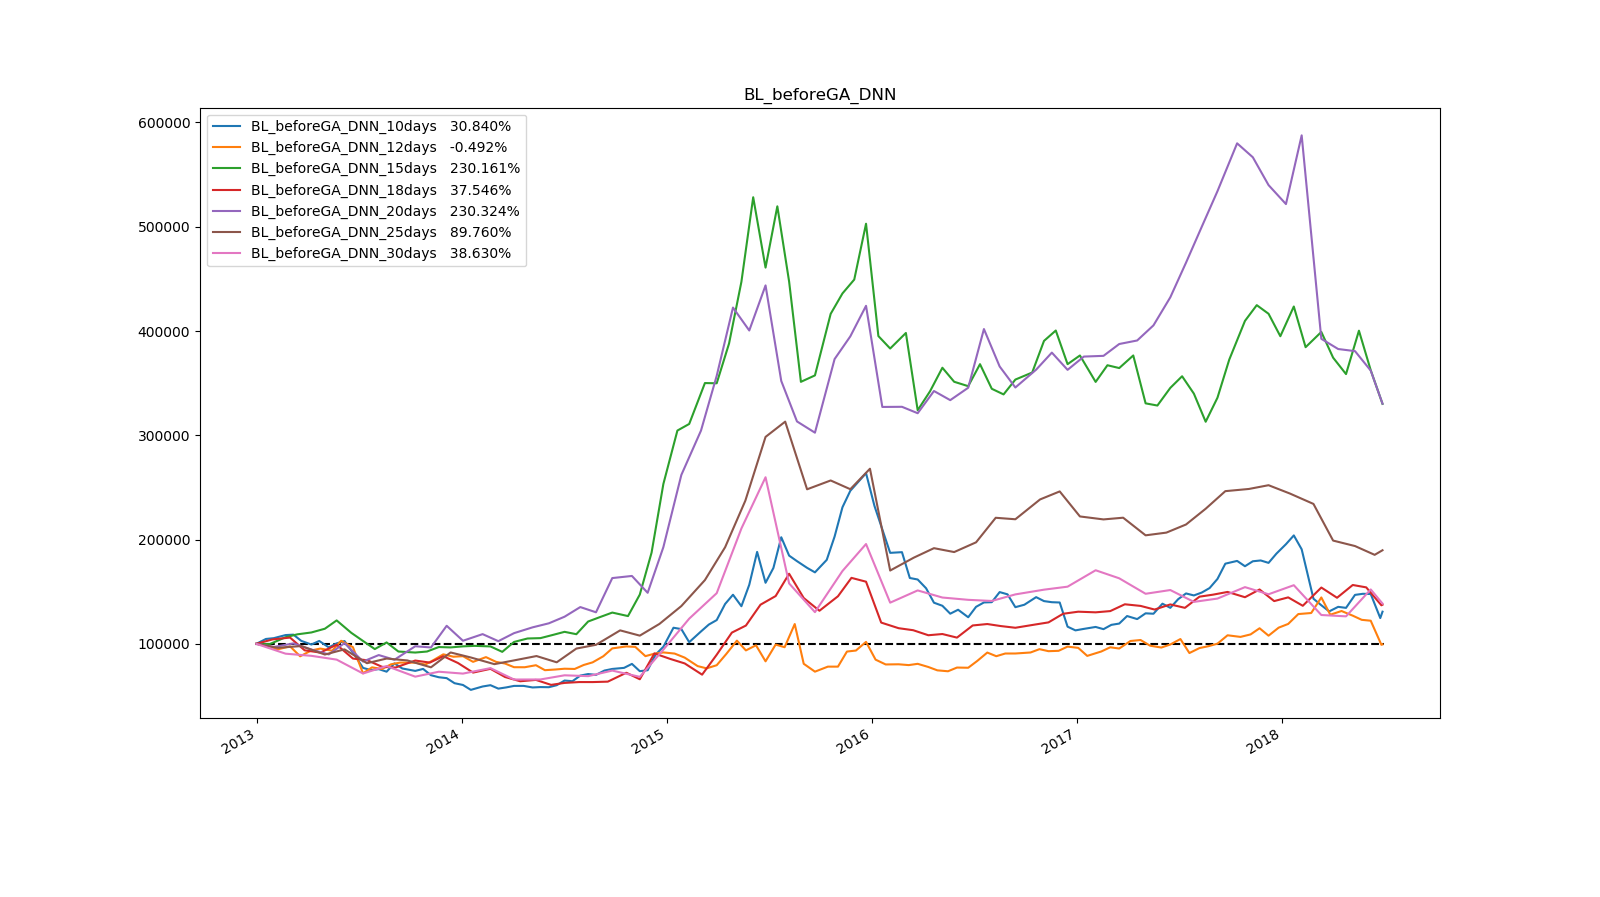 BL_beforeGA_DNN
600000
500000
400000
300000
200000
100000
BL_beforeGA_DNN_10days 30.840%
BL_beforeGA_DNN_12days -0.492%
BL_beforeGA_DNN_15days 230.161%
BL_beforeGA_DNN_18days 37.546%
BL_beforeGA_DNN_20days 230.324%
BL_beforeGA_DNN_25days 89.760%
BL_beforeGA_DNN_30days 38.630%
2013 2014 2015 2016 2017 2018